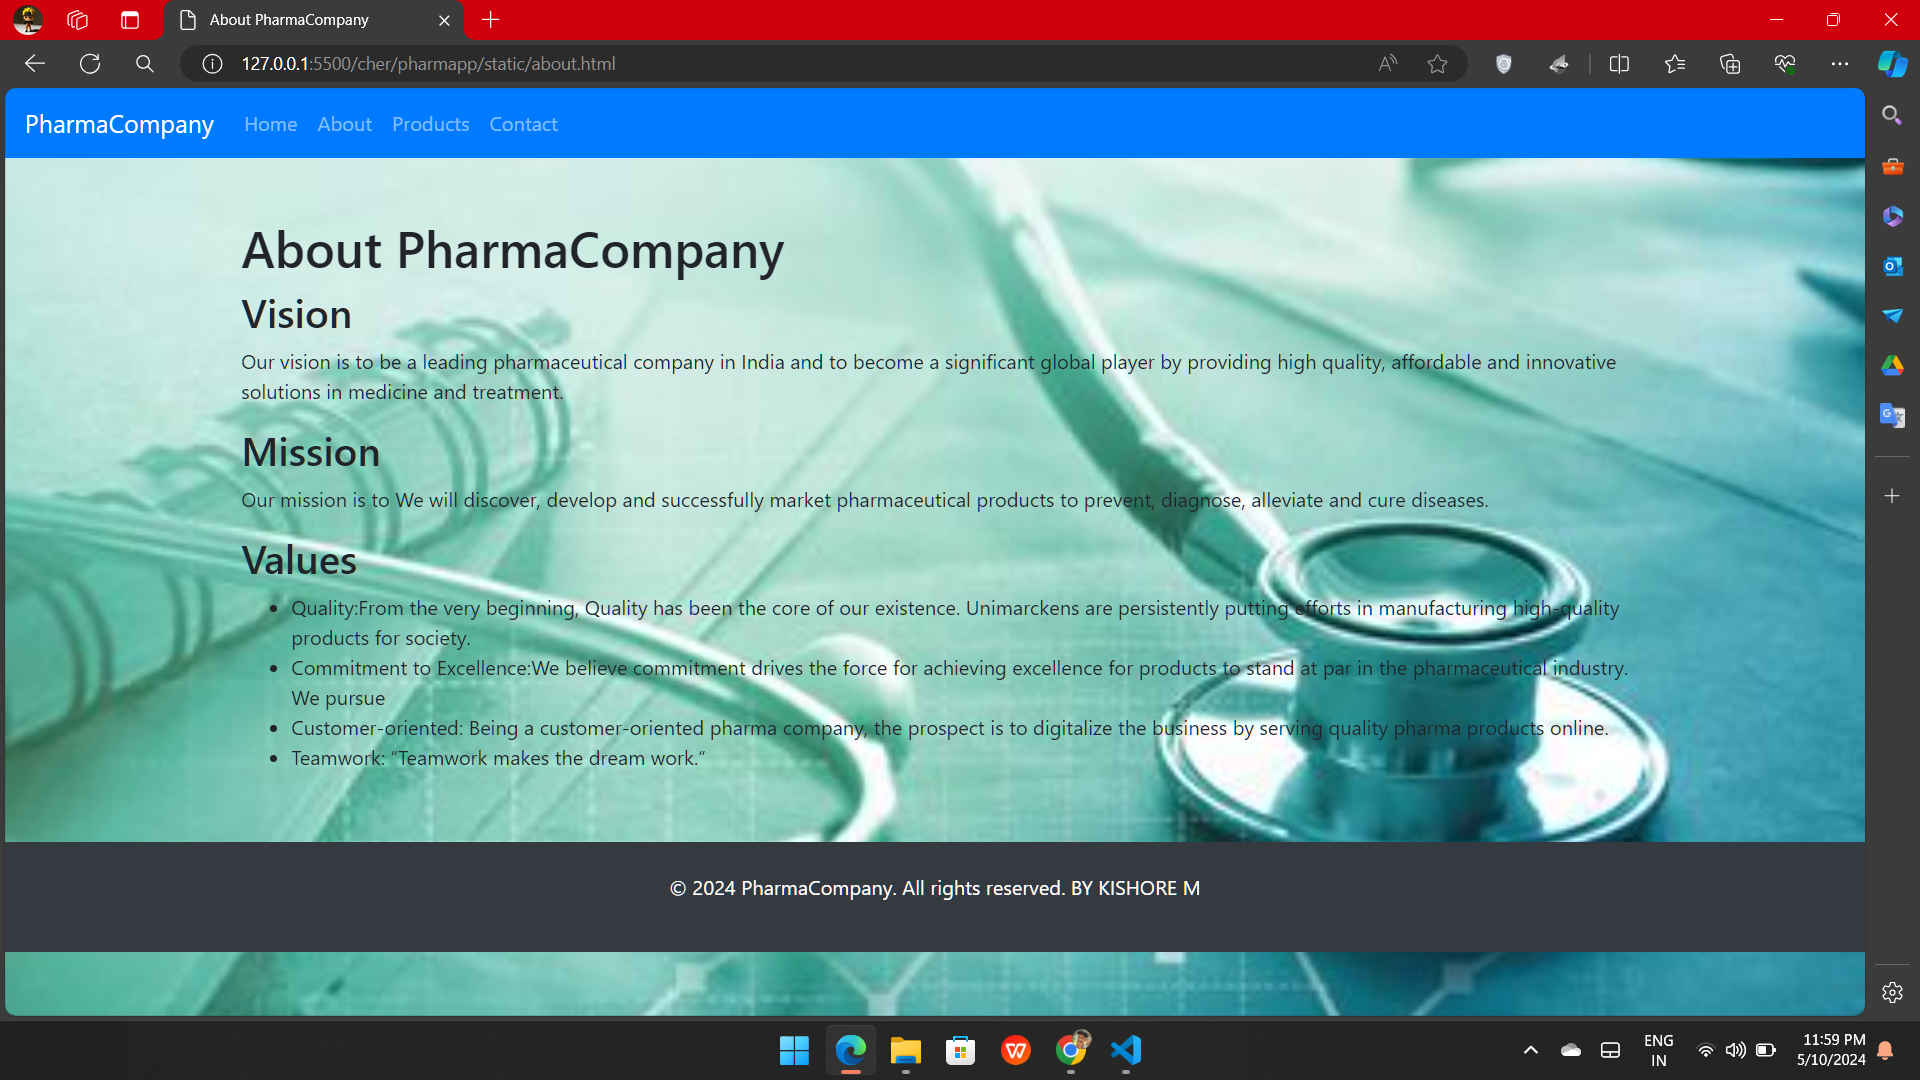 About PharmaCompany
127.0.0.1:5500/cher/pharmapp/static/about.html
PharmaCompany Home About Products Contact
About PharmaCompany
Vision
Our vision is to be a leading pharmaceutical company in India and to become a significant global player by providing high quality, affordable and innovative
solutions in medicine and treatment.
Mission
Our mission is to We will discover, develop and successfully market pharmaceutical products to prevent, diagnose, alleviate and cure diseases.
Values
• Quality:From the very beginning, Quality has been the core of our existence. Unimarckens are persistently putting efforts in manufacturing high-quality
products for society.
• Commitment to Excellence:We believe commitment drives the force for achieving excellence for products to stand at par in the pharmaceutical industry.
We pursue
• Customer-oriented: Being a customer-oriented pharma company, the prospect is to digitalize the business by serving quality pharma products online.
• Teamwork: “Teamwork makes the dream work.”
© 2024 PharmaCompany. All rights reserved. BY KISHORE M
ENG
IN
11:59 PM
5/10/2024